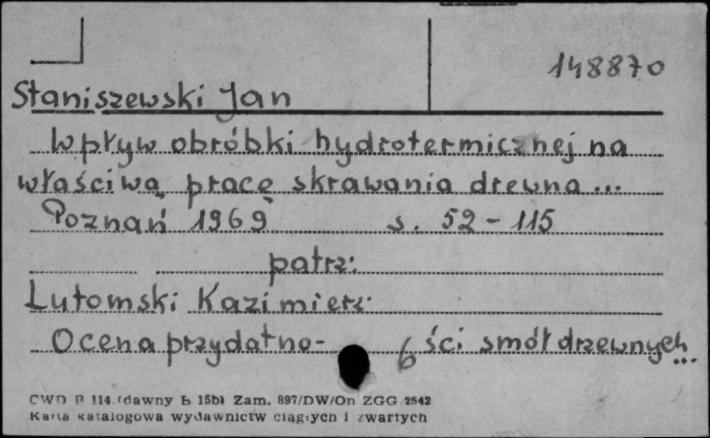 148870
Staniszewski Jan
Wpływ obróbki hydrotermicznej na
właściwą pracę skrawania drewna...
Poznań 1969 s. 52-115
patrz:
Lutomski Kazimierz
Ocena przydatno- ści smół drzewnych...
6
CWD P 114 (dawny Ł 15b) Zam. 897/DW/On ZGG 2542
Karta katalogowa wydawnictw ciągłych i zwartych